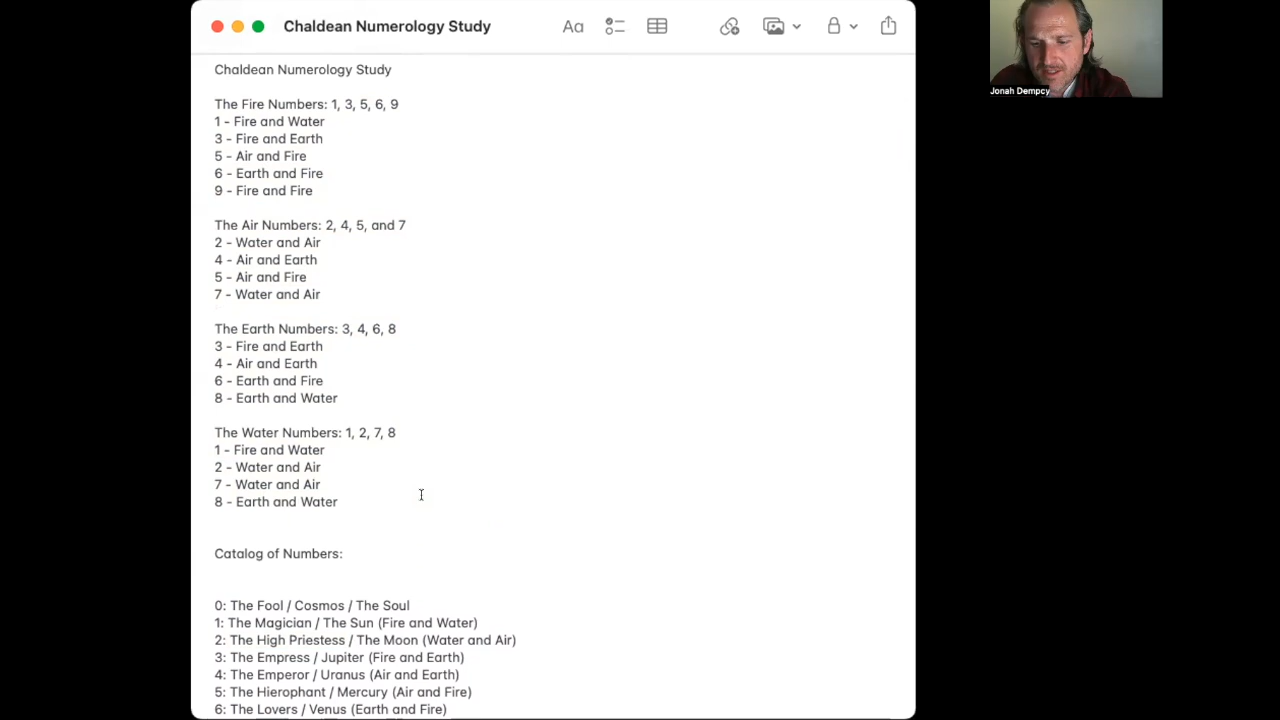 Chaldean Numerology Study
Aa
Jonah Dempcy
Chaldean Numerology Study
The Fire Numbers: 1, 3, 5, 6, 9
1 - Fire and Water
3 - Fire and Earth
5 - Air and Fire
6 - Earth and Fire
9 - Fire and Fire
The Air Numbers: 2, 4, 5, and 7
2 - Water and Air
4 - Air and Earth
5 - Air and Fire
7 - Water and Air
The Earth Numbers: 3, 4, 6, 8
3 - Fire and Earth
4 - Air and Earth
6 - Earth and Fire
8 - Earth and Water
The Water Numbers: 1, 2, 7, 8
1 - Fire and Water
2 - Water and Air
7 - Water and Air
8 - Earth and Water
Catalog of Numbers:
0: The Fool / Cosmos / The Soul
1: The Magician / The Sun (Fire and Water)
2: The High Priestess / The Moon (Water and Air)
3: The Empress / Jupiter (Fire and Earth)
4: The Emperor / Uranus (Air and Earth)
5: The Hierophant / Mercury (Air and Fire)
6: The Lovers / Venus (Earth and Fire)